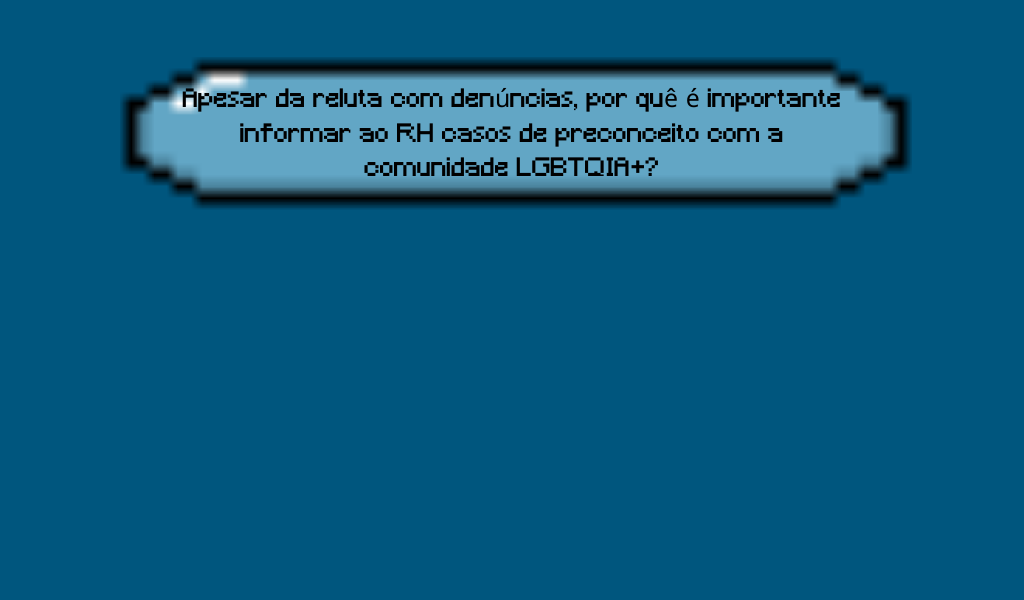 Apesar da reluta com denúncias, por quê é importante
informar ao RH casos de preconceito com a
comunidade LGBTQIA+?